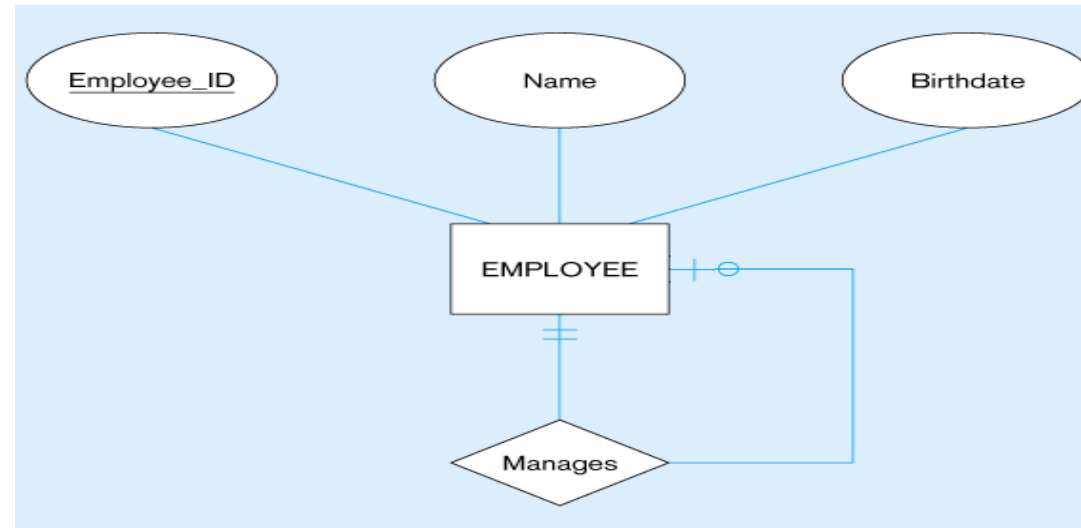 Employee_ID
Name
Birthdate
EMPLOYEE
Manages